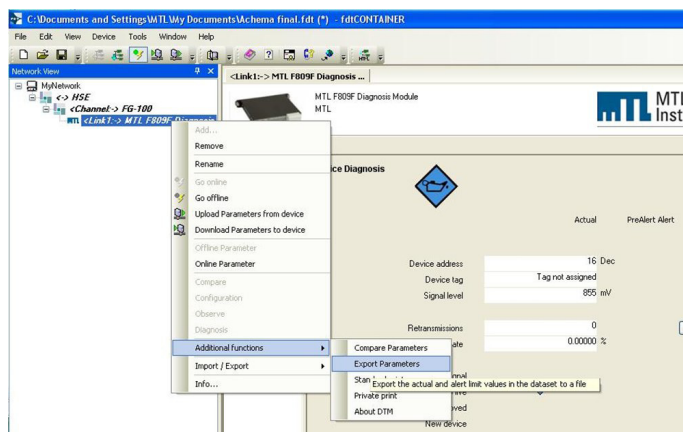 C:\Documents and Settings\MTL\My Documents\Achema final.fdt (*) - fdtCONTAINER
File Edit View Device Tools Window Help
Network View
<Link1:-> MTL F809F Diagnosis ...
MyNetwork
<-> HSE
<Channel:-> FG-100
MTL <Link1:-> MTL F809F Diagnosis
MTL F809F Diagnosis Module
MTL
MTL MTL
Inst
Add...
Remove
Rename
Go online
Go offline
Upload Parameters from device
Download Parameters to device
Offline Parameter
Online Parameter
Compare
Configuration
Observe
Diagnosis
Additional functions
Import / Export
Info...
ice Diagnosis
Actual PreAlert Alert
Device address 16 Dec
Device tag Tag not assigned
Signal level 855 mV
Retransmissions 0
ate 0.00000 %
Compare Parameters
Export Parameters
Export the actual and alert limit values in the dataset to a file
Private print
About DTM
New device